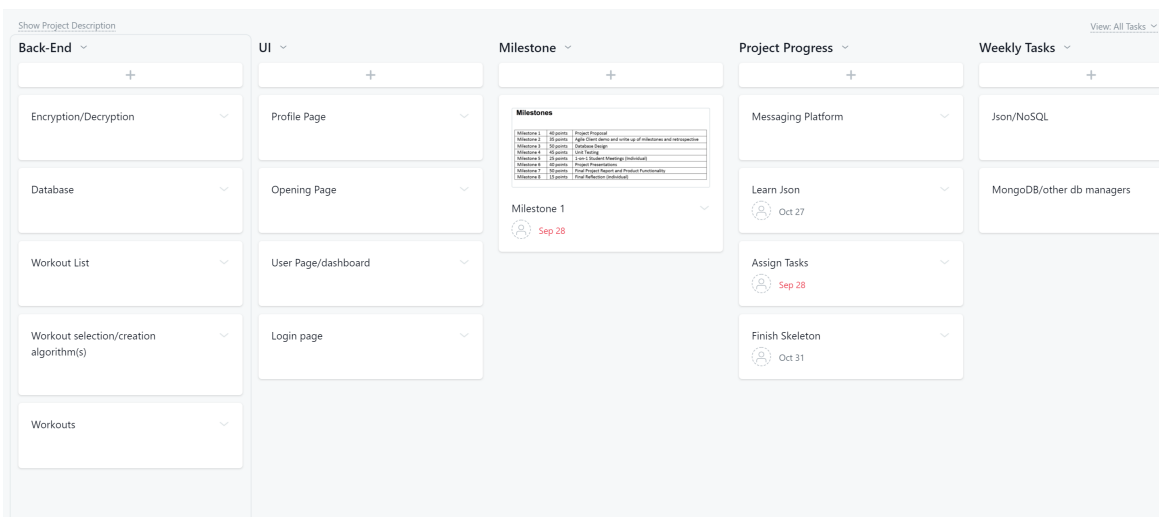 Show Project Description
View: All Tasks
Back-End
Encryption/Decryption
Database
Workout List
Workout selection/creation
algorithm(s)
Workouts
UI
Profile Page
Opening Page
User Page/dashboard
Login page
Milestone
Milestones
Milestone 1 40 points Project Proposal
Milestone 2 35 points Agile Client demo and write up of milestones and retrospective
Milestone 3 50 points Database Design
Milestone 4 45 points Unit Testing
Milestone 5 25 points 1-on-1 Student Meetings (individual)
Milestone 6 40 points Project Presentations
Milestone 7 50 points Final Project Report and Product Functionality
Milestone 8 15 points Final Reflection (individual)
Milestone 1
Sep 28
Project Progress
Messaging Platform
Learn Json
Oct 27
Assign Tasks
Sep 28
Finish Skeleton
Oct 31
Weekly Tasks
Json/NoSQL
MongoDB/other db managers